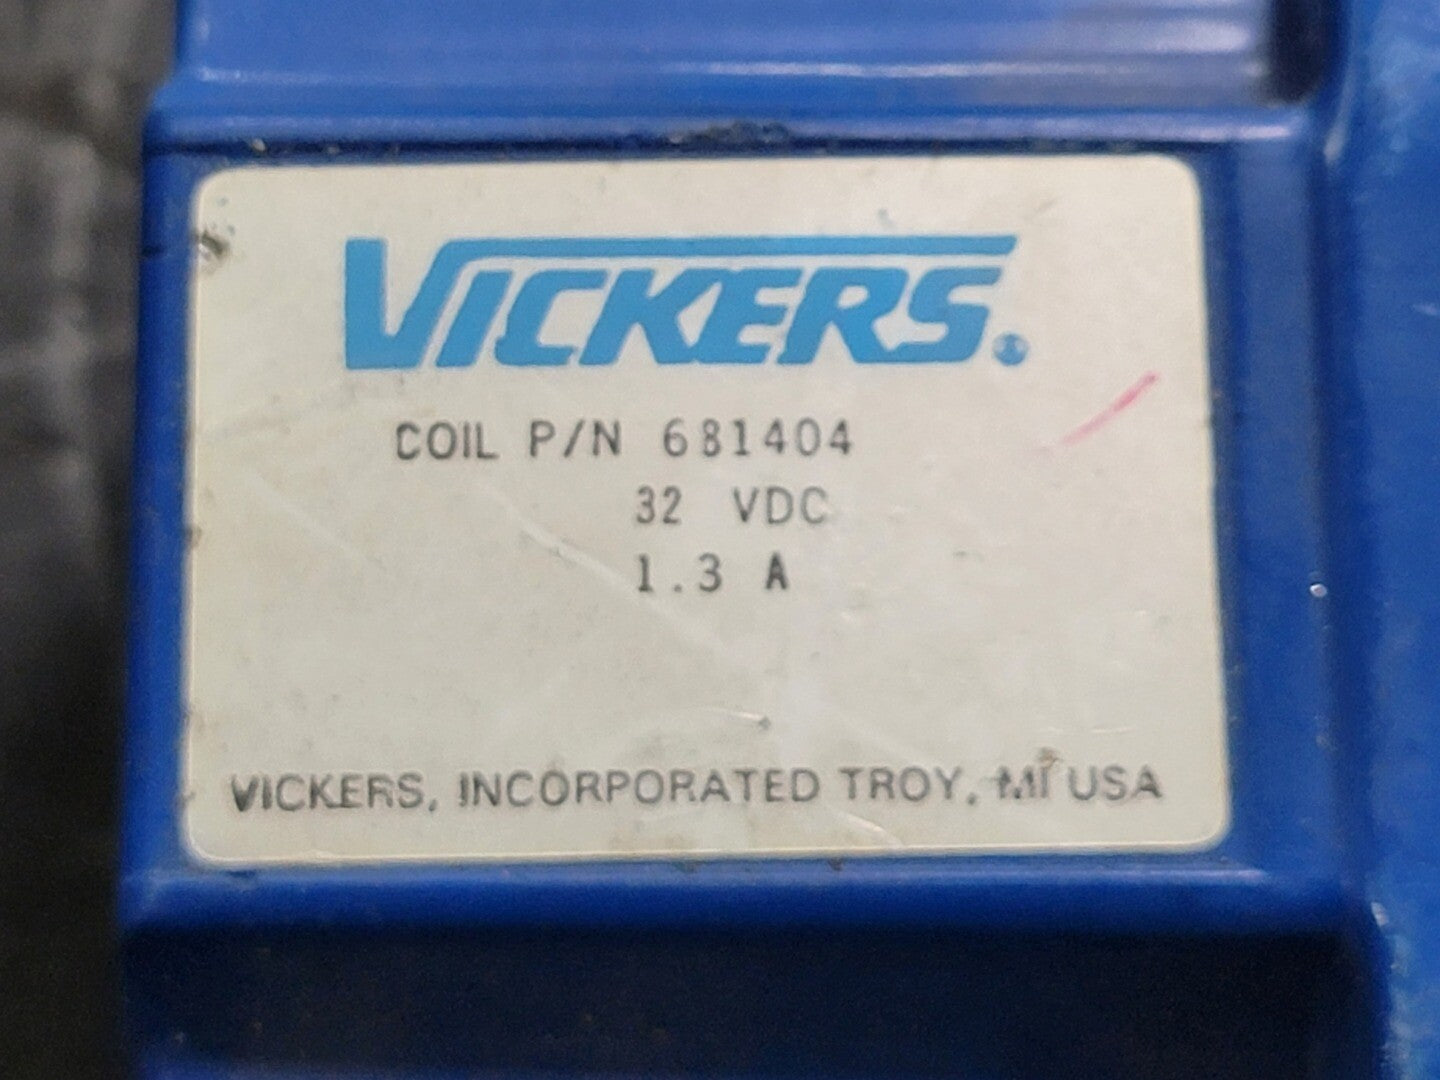 VICKERS®
COIL P/N 681404
32 VDC
1.3 A
VICKERS, INCORPORATED TROY, MI USA